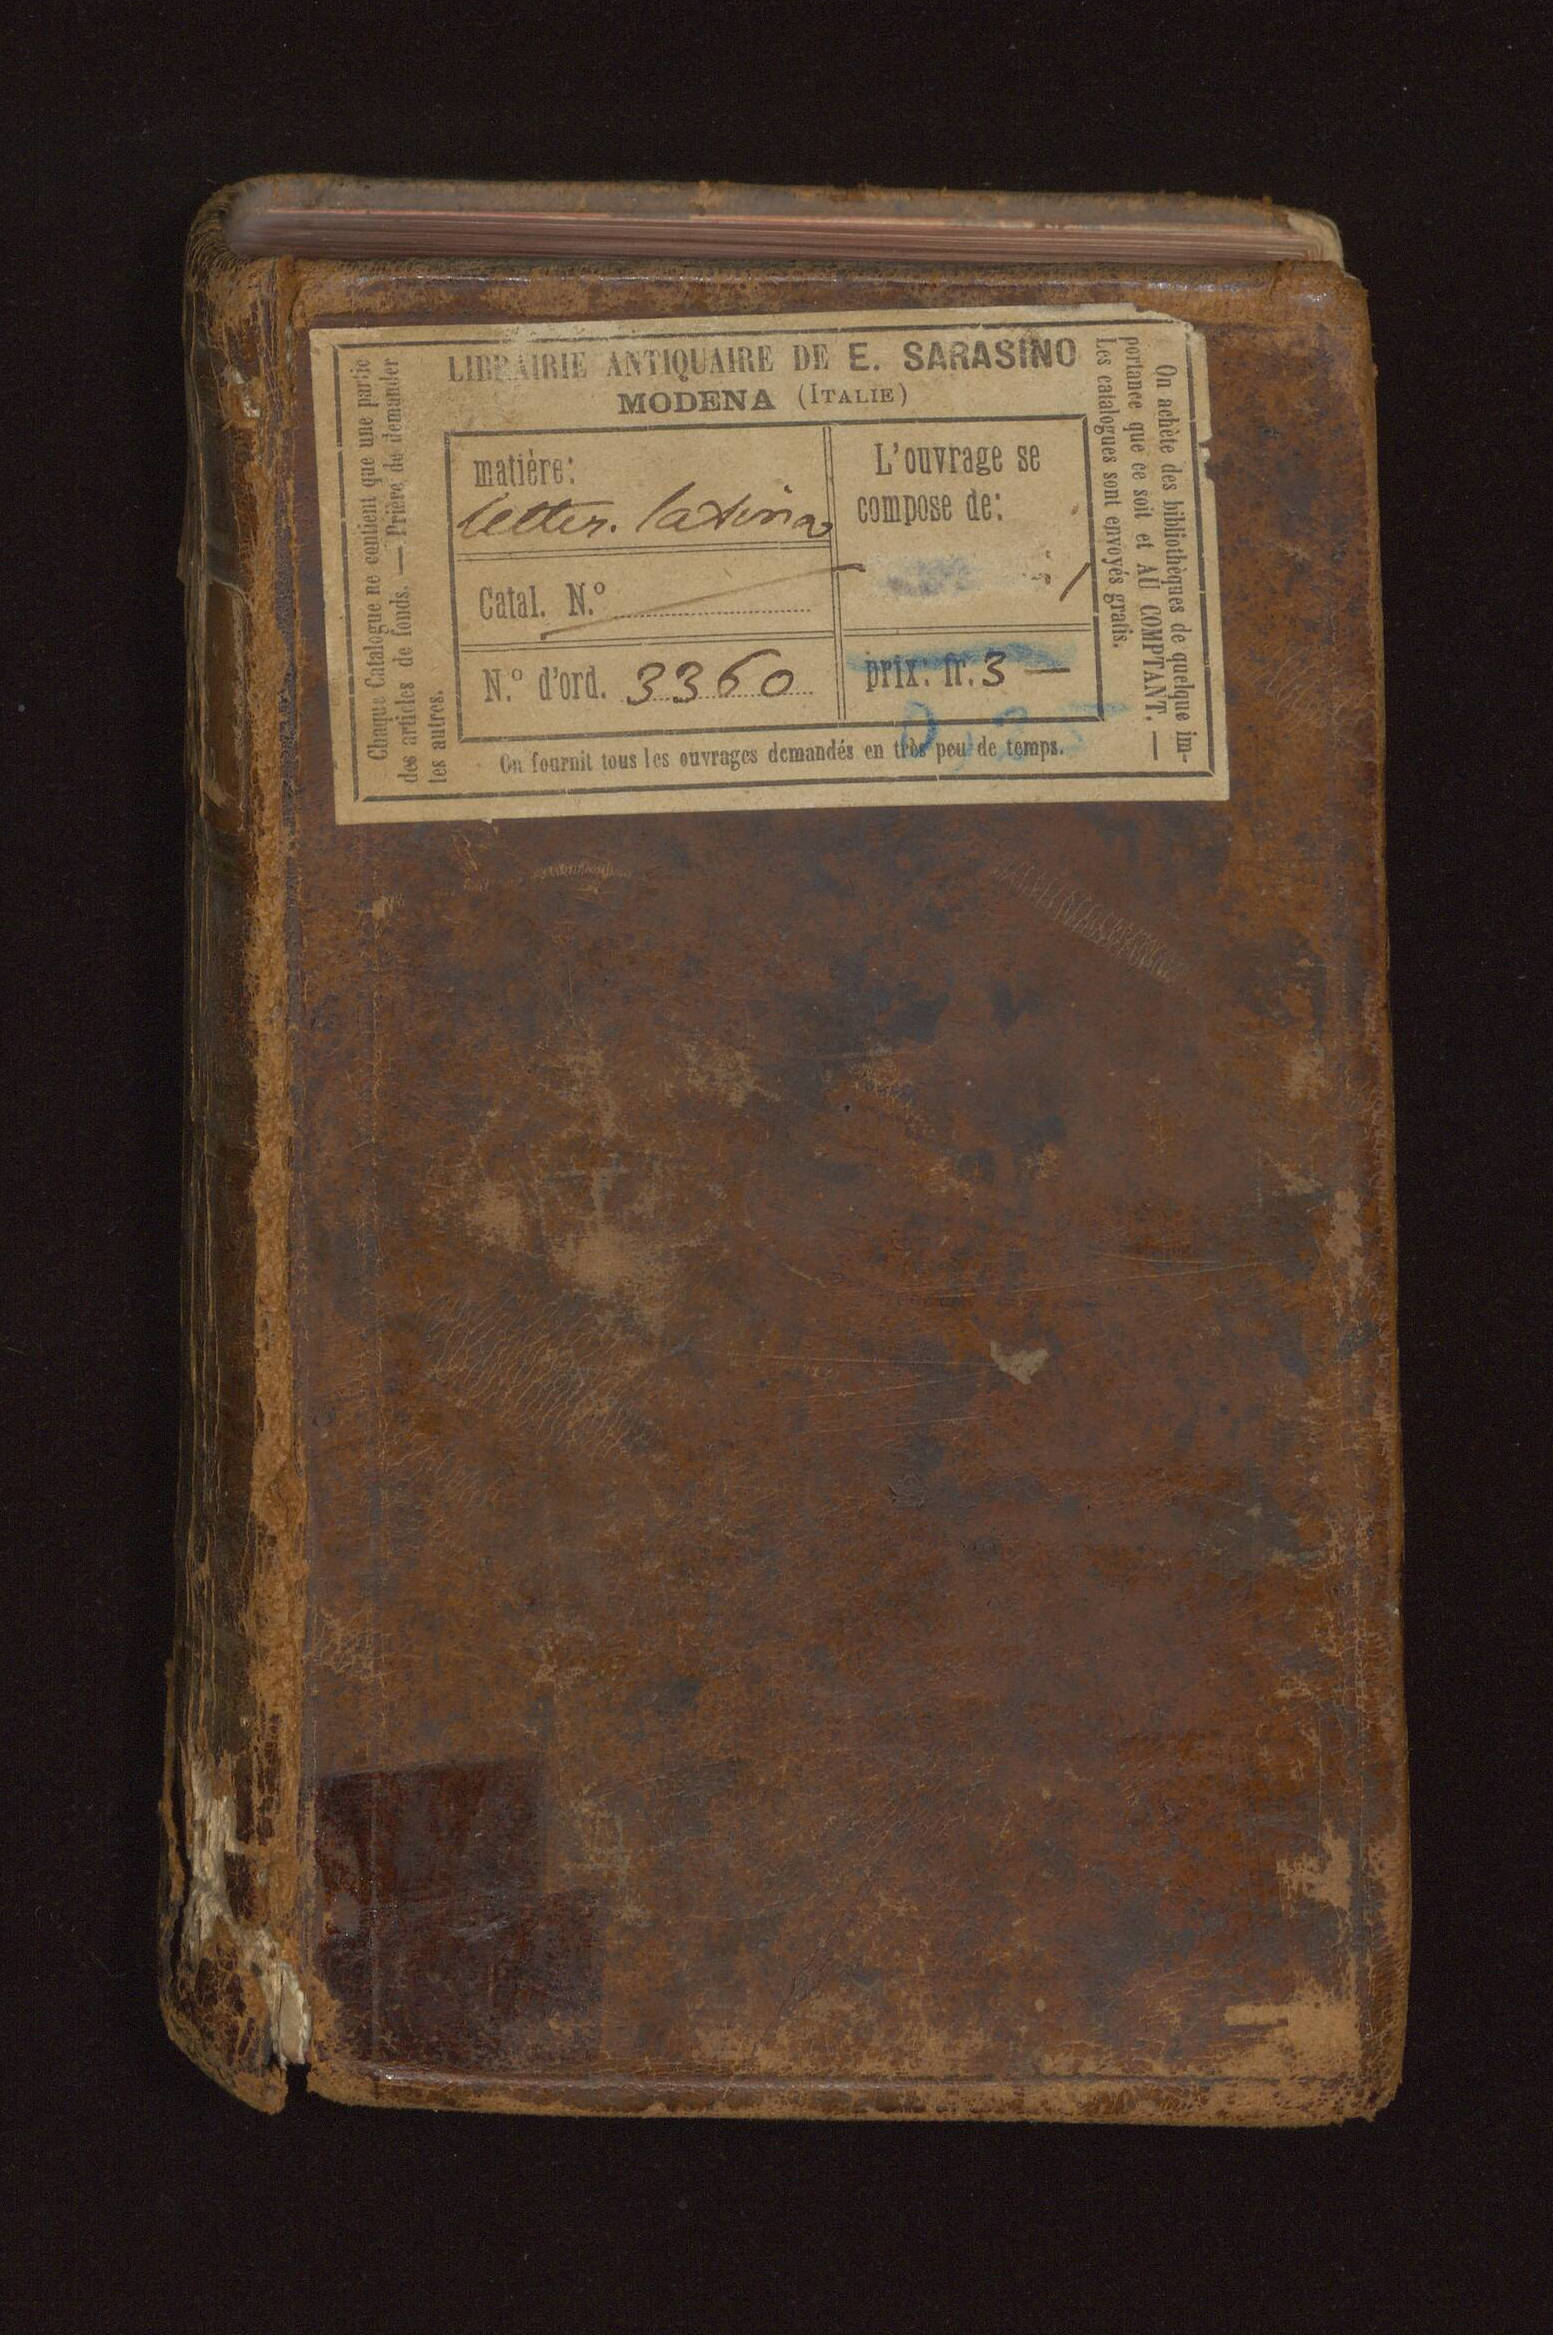 LIBRAIRIE ANTIQUAIRE DE E. SARASINO
MODENA (ITALIE)
matière:
letter. latina
Catal. N.º
N.º d'ord. 3360
L'ouvrage se
compose de:
1
prix: fr. 3 —
On fournit tous les ouvrages demandés en très peu de temps.
Chaque Catalogue ne contient que une partie
des articles de fonds. — Prière de demander
les autres.
On achète des bibliothèques de quelque im-
portance que ce soit et AU COMPTANT. —
Les catalogues sont envoyés gratis.